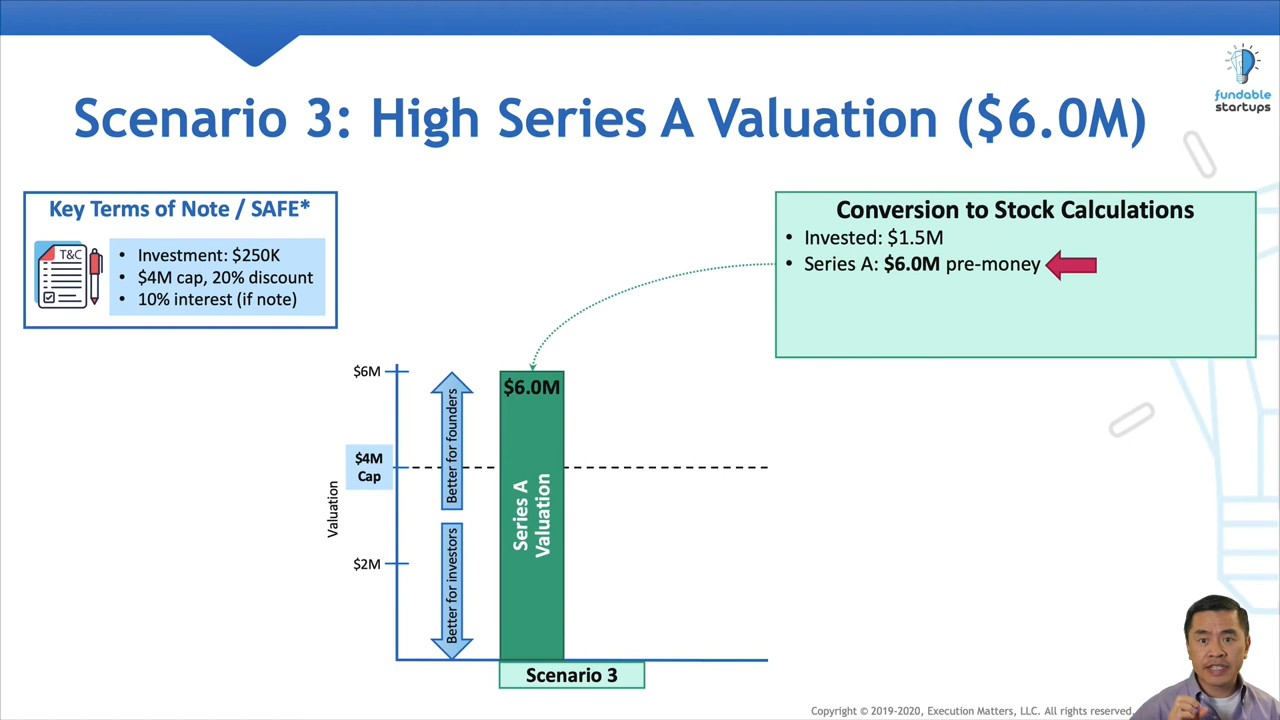 fundable
startups
Scenario 3: High Series A Valuation ($6.0M)
Key Terms of Note / SAFE*
T&C
• Investment: $250K
• $4M cap, 20% discount
• 10% interest (if note)
Conversion to Stock Calculations
• Invested: $1.5M
• Series A: $6.0M pre-money
$6M
$4M
Cap
$2M
Valuation
Better for founders
Better for investors
$6.0M
Series A
Valuation
Scenario 3
Copyright © 2019-2020, Execution Matters, LLC. All rights reserved.